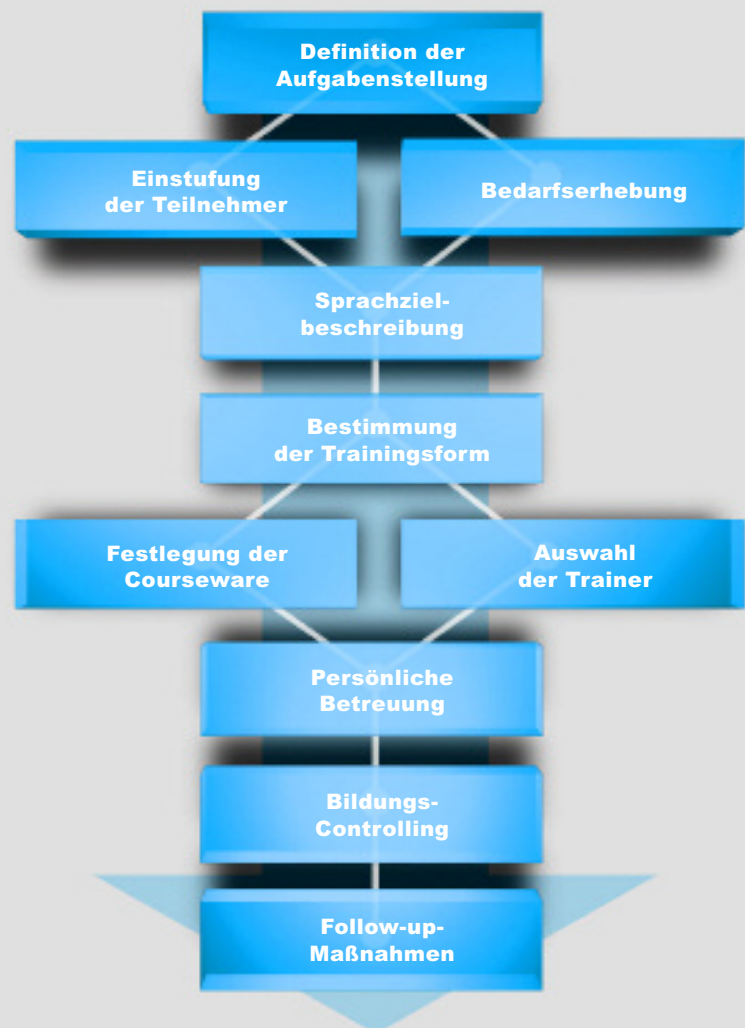 Definition der
Aufgabenstellung
Einstufung
der Teilnehmer
Bedarfserhebung
Sprachziel-
beschreibung
Bestimmung
der Trainingsform
Festlegung der
Courseware
Auswahl
der Trainer
Persönliche
Betreuung
Bildungs-
Controlling
Follow-up-
Maßnahmen